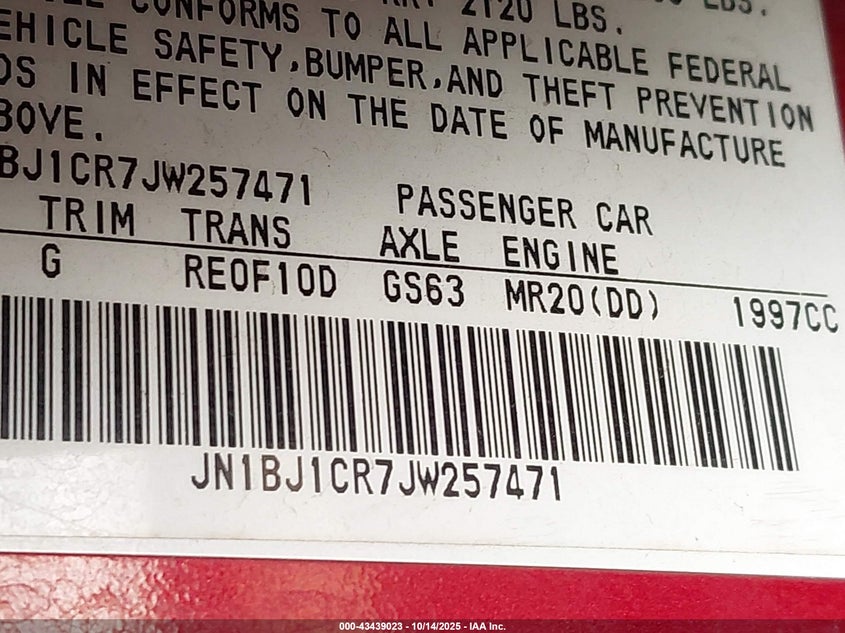 CONFORMS TO ALL APPLICABLE FEDERAL
EHICLE SAFETY,BUMPER,AND THEFT PREVENTION
DS IN EFFECT ON THE DATE OF MANUFACTURE
BOVE.
BJ1CR7JW257471 PASSENGER CAR
TRIM TRANS AXLE ENGINE
G RE0F10D GS63 MR20(DD) 1997CC
JN1BJ1CR7JW257471
000-43439023 - 10/14/2025 - IAA Inc.